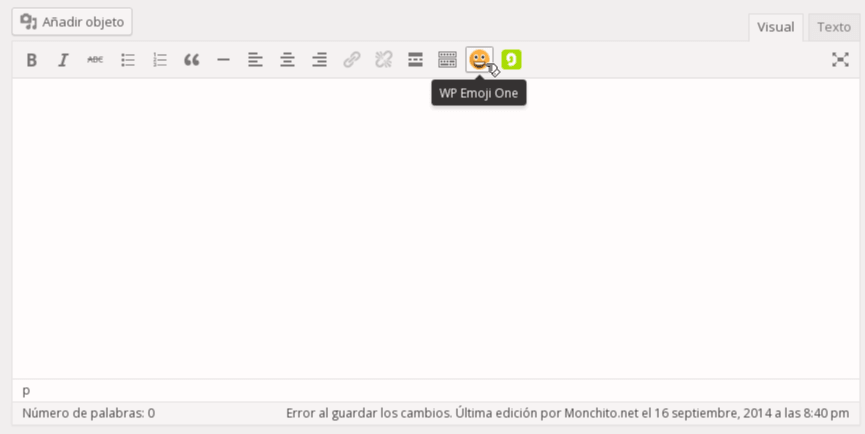 Añadir objeto
Visual Texto
B I ABC
WP Emoji One
p
Número de palabras: 0 Error al guardar los cambios. Última edición por Monchito.net el 16 septiembre, 2014 a las 8:40 pm